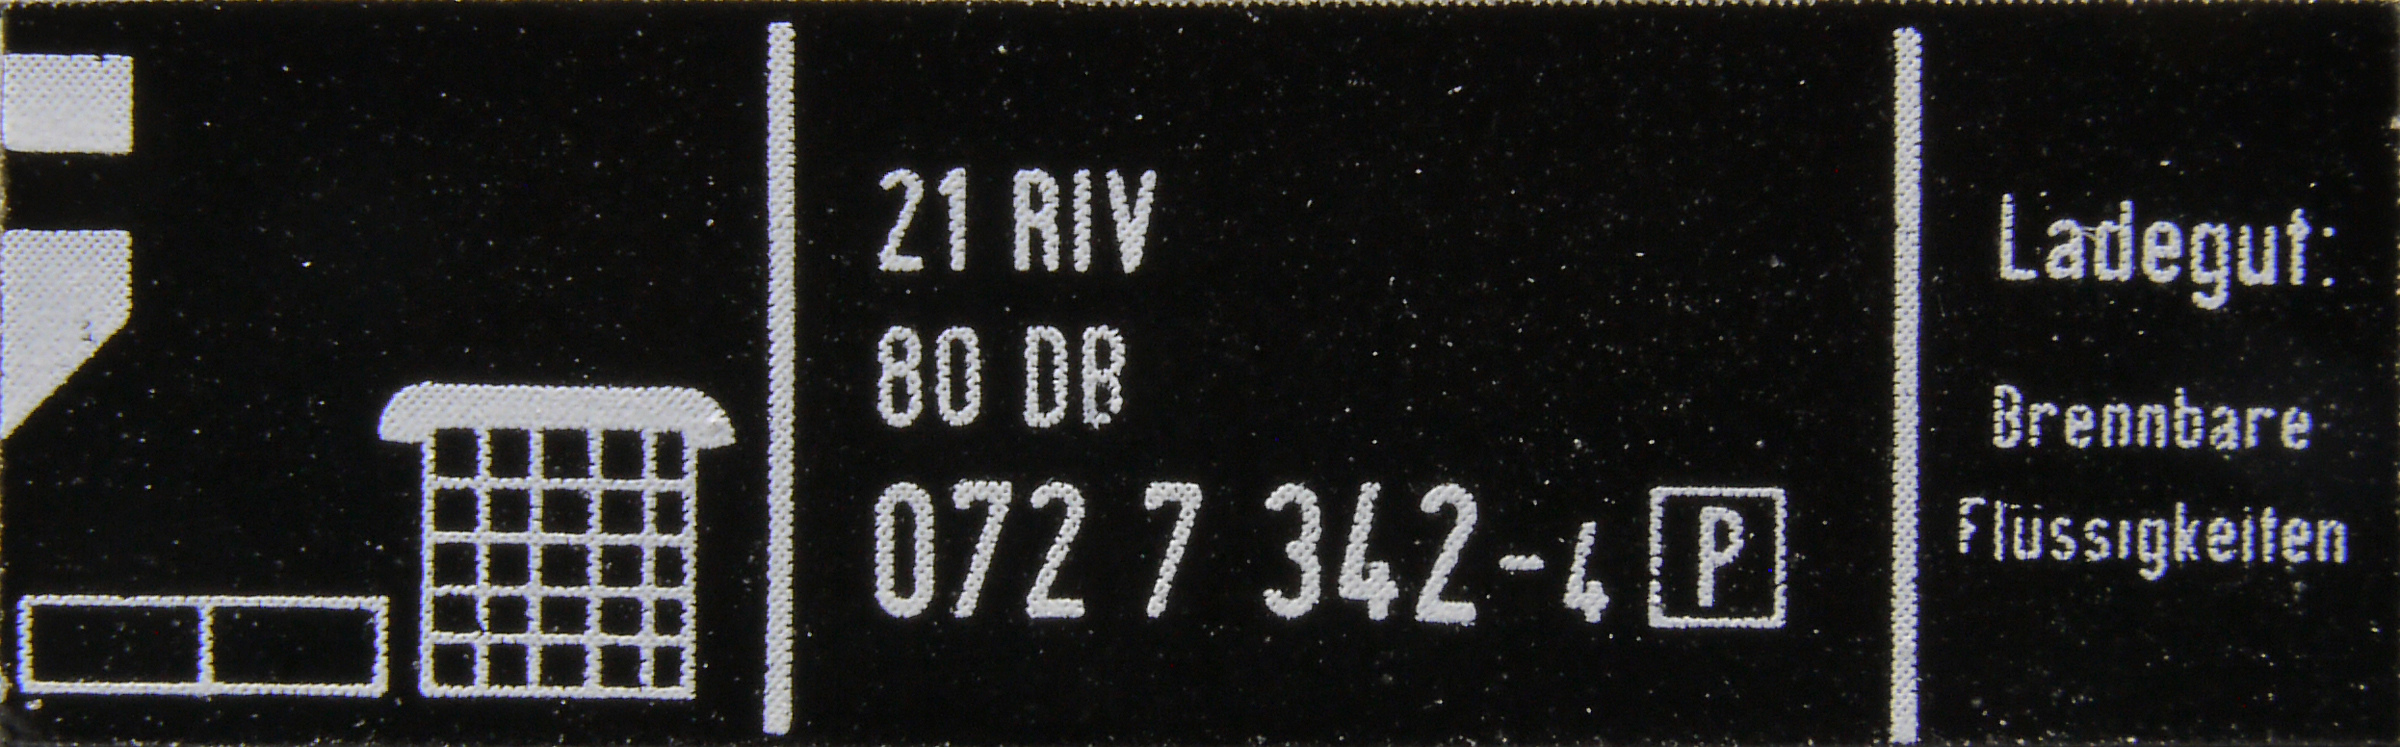 21 RIV
80 DB
072 7 342-4 P
Ladegut:
Brennbare
Flüssigkeiten